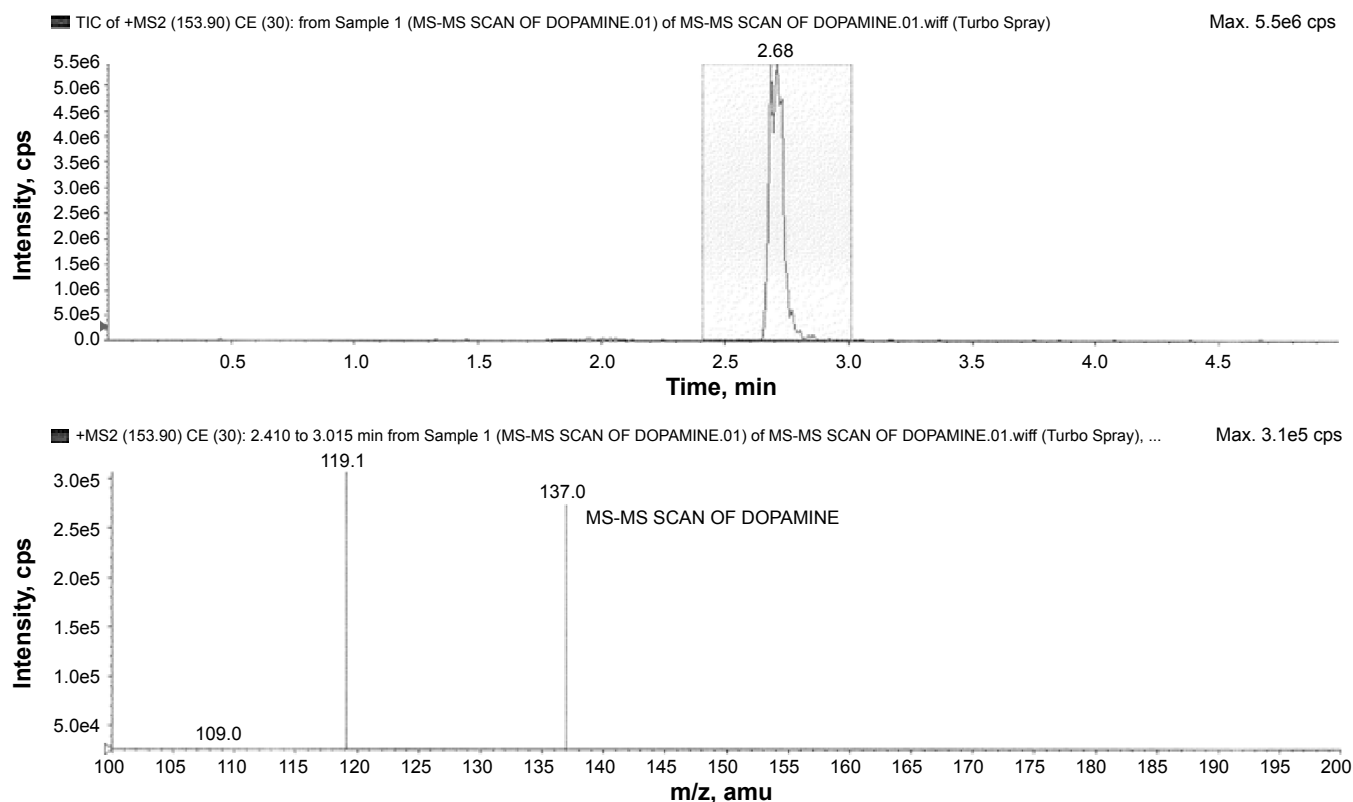 TIC of +MS2 (153.90) CE (30): from Sample 1 (MS-MS SCAN OF DOPAMINE.01) of MS-MS SCAN OF DOPAMINE.01.wiff (Turbo Spray) Max. 5.5e6 cps
2.68
5.5e6
5.0e6
4.5e6
4.0e6
3.5e6
3.0e6
2.5e6
2.0e6
1.5e6
1.0e6
5.0e5
0.0
Intensity, cps
0.5 1.0 1.5 2.0 2.5 3.0 3.5 4.0 4.5
Time, min
+MS2 (153.90) CE (30): 2.410 to 3.015 min from Sample 1 (MS-MS SCAN OF DOPAMINE.01) of MS-MS SCAN OF DOPAMINE.01.wiff (Turbo Spray), ... Max. 3.1e5 cps
119.1
137.0
MS-MS SCAN OF DOPAMINE
109.0
3.0e5
2.5e5
2.0e5
1.5e5
1.0e5
5.0e4
Intensity, cps
100 105 110 115 120 125 130 135 140 145 150 155 160 165 170 175 180 185 190 195 200
m/z, amu